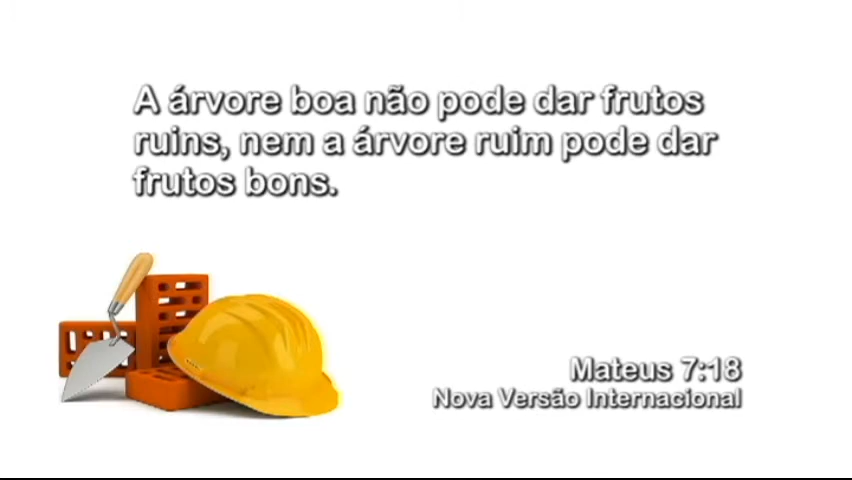 A árvore boa não pode dar frutos
ruins, nem a árvore ruim pode dar
frutos bons.
Mateus 7:18
Nova Versão Internacional